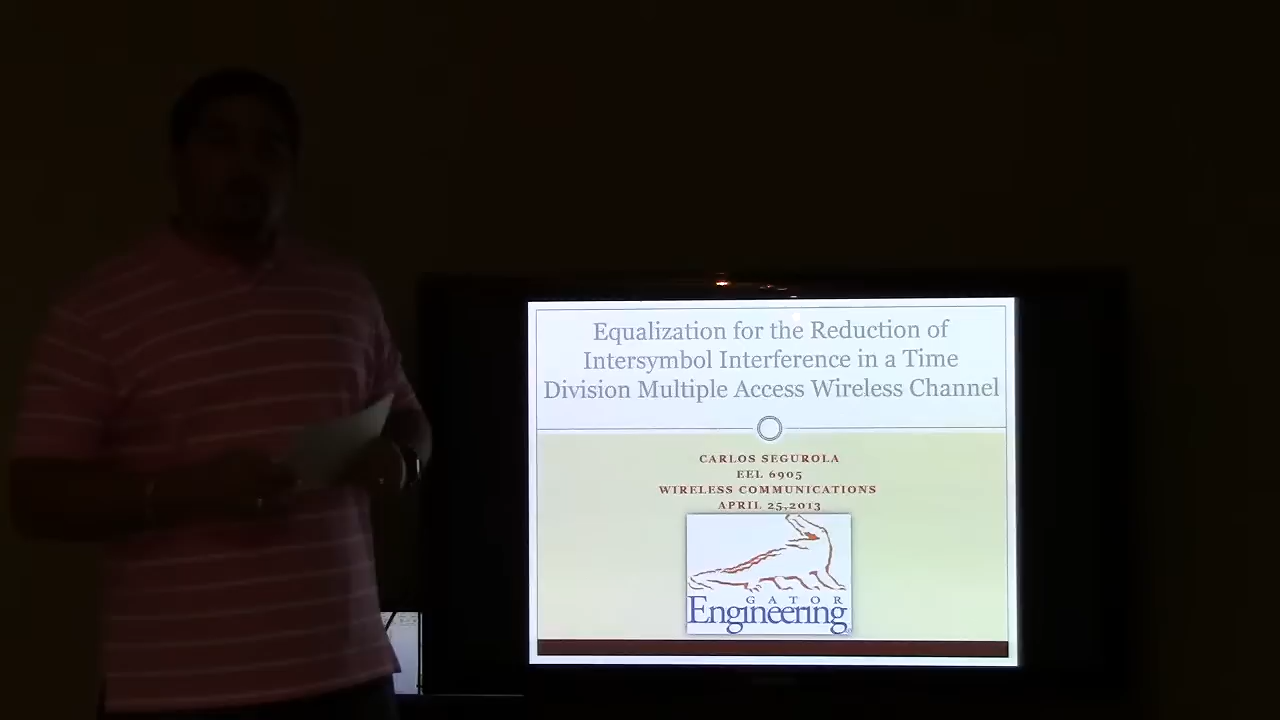 Equalization for the Reduction of
Intersymbol Interference in a Time
Division Multiple Access Wireless Channel
CARLOS SEGUROLA
EEL 6905
WIRELESS COMMUNICATIONS
APRIL 25,2013
GATOR
Engineering